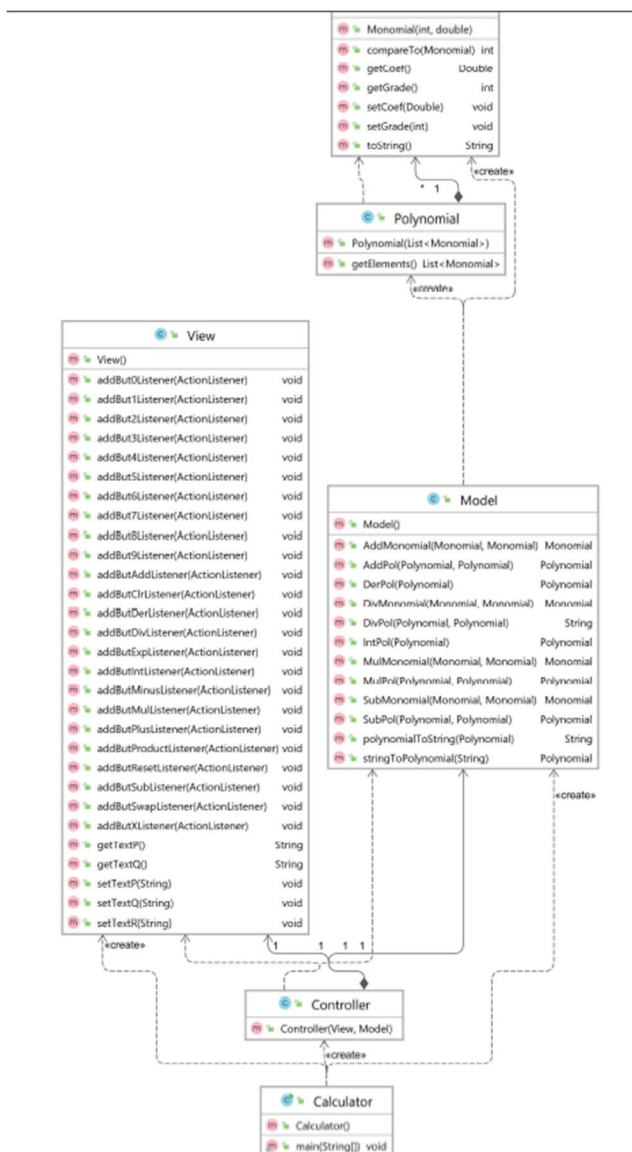 Monomial(int, double)
compareTo(Monomial) int
getCoef() Double
getGrade() int
setCoef(Double) void
setGrade(int) void
toString() String
«create»
* 1
Polynomial
Polynomial(List<Monomial>)
getElements() List<Monomial>
«create»
View
View()
addBut0Listener(ActionListener) void
addBut1Listener(ActionListener) void
addBut2Listener(ActionListener) void
addBut3Listener(ActionListener) void
addBut4Listener(ActionListener) void
addBut5Listener(ActionListener) void
addBut6Listener(ActionListener) void
addBut7Listener(ActionListener) void
addBut8Listener(ActionListener) void
addBut9Listener(ActionListener) void
addButAddListener(ActionListener) void
addButClrListener(ActionListener) void
addButDerListener(ActionListener) void
addButDivListener(ActionListener) void
addButExpListener(ActionListener) void
addButIntListener(ActionListener) void
addButMinusListener(ActionListener) void
addButMulListener(ActionListener) void
addButPlusListener(ActionListener) void
addButProductListener(ActionListener) void
addButResetListener(ActionListener) void
addButSubListener(ActionListener) void
addButSwapListener(ActionListener) void
addButXListener(ActionListener) void
getTextP() String
getTextQ() String
setTextP(String) void
setTextQ(String) void
setTextR(String) void
Model
Model()
AddMonomial(Monomial, Monomial) Monomial
AddPol(Polynomial, Polynomial) Polynomial
DerPol(Polynomial) Polynomial
DivMonomial(Monomial, Monomial) Monomial
DivPol(Polynomial, Polynomial) String
IntPol(Polynomial) Polynomial
MulMonomial(Monomial, Monomial) Monomial
MulPol(Polynomial, Polynomial) Polynomial
SubMonomial(Monomial, Monomial) Monomial
SubPol(Polynomial, Polynomial) Polynomial
polynomialToString(Polynomial) String
stringToPolynomial(String) Polynomial
«create»
«create»
1 1 1 1
Controller
Controller(View, Model)
«create»
Calculator
Calculator()
main(String[]) void